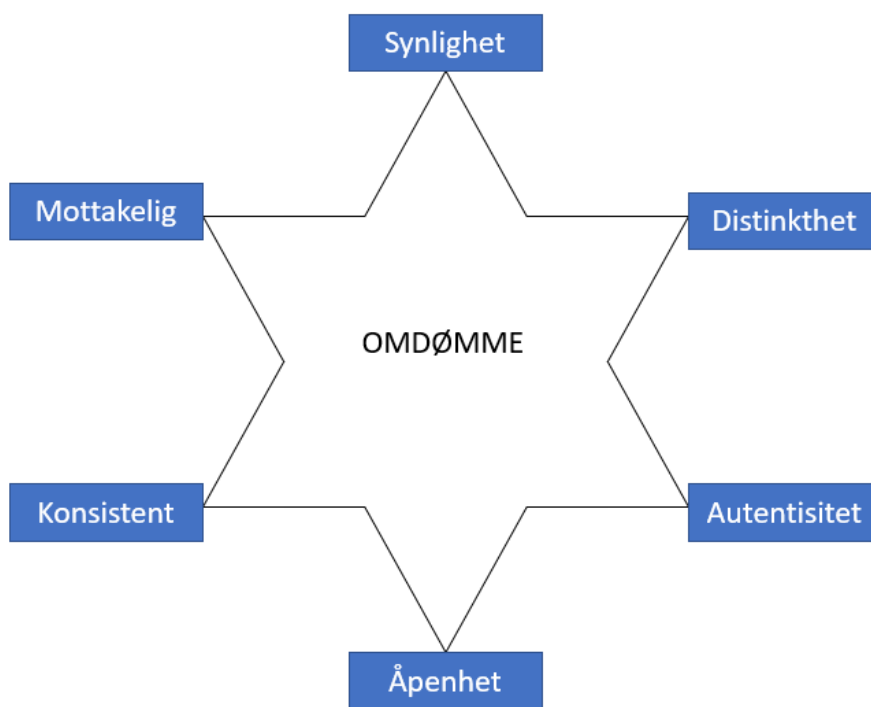 Synlighet
Mottakelig
Distinkthet
OMDØMME
Konsistent
Autentisitet
Åpenhet